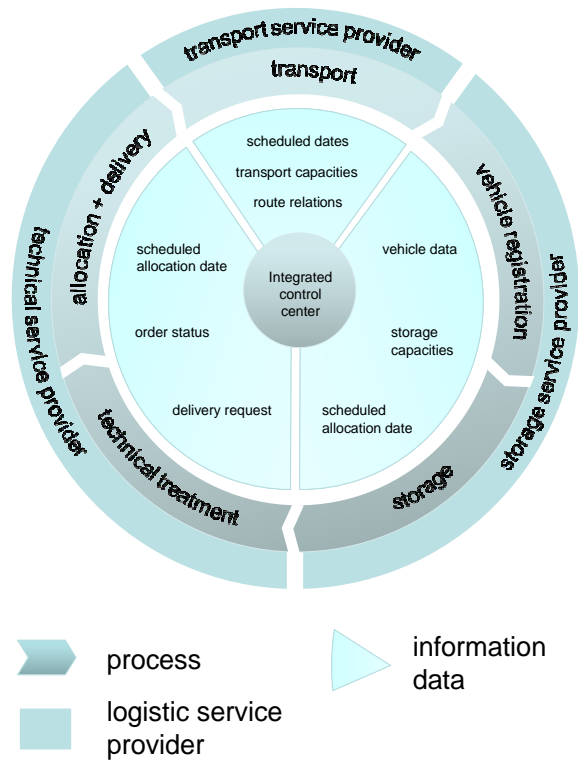 transport service provider
transport
allocation + delivery
technical service provider
vehicle registration
storage service provider
technical treatment
storage
scheduled dates
transport capacities
route relations
scheduled
allocation date
order status
delivery request
Integrated
control
center
vehicle data
storage
capacities
scheduled
allocation date
process
logistic service
provider
information
data